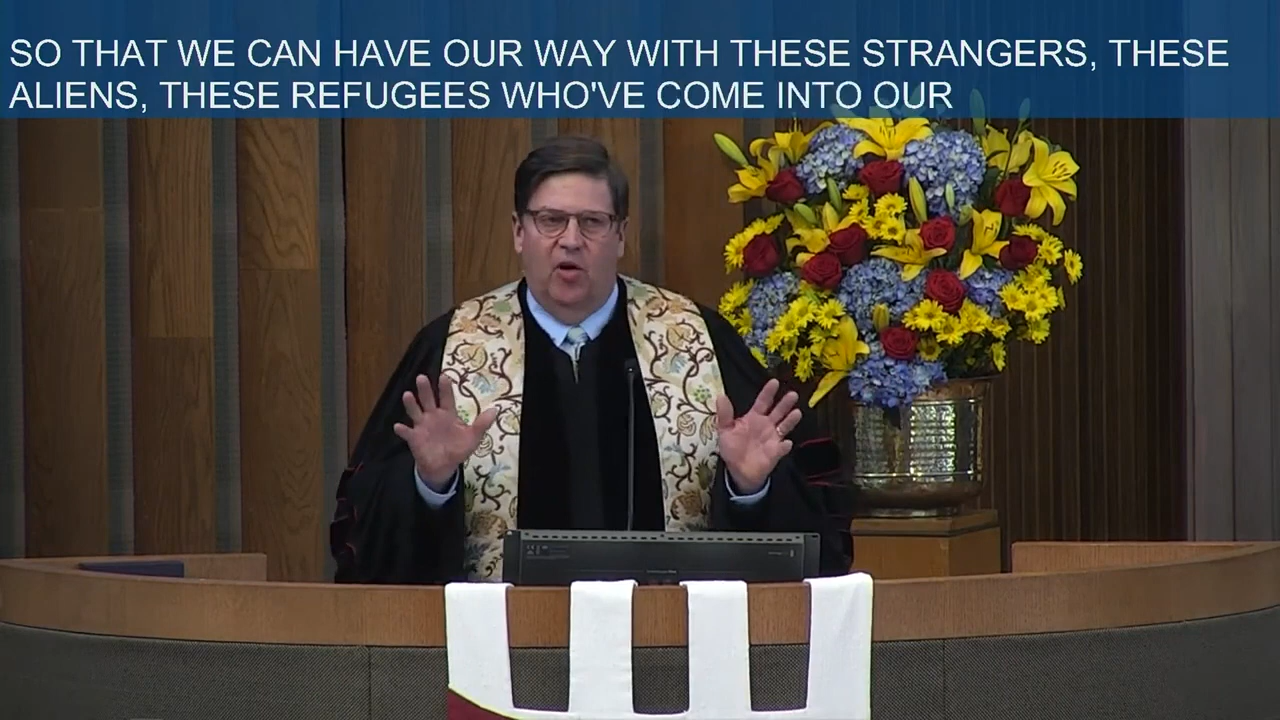 SO THAT WE CAN HAVE OUR WAY WITH THESE STRANGERS, THESE
ALIENS, THESE REFUGEES WHO'VE COME INTO OUR